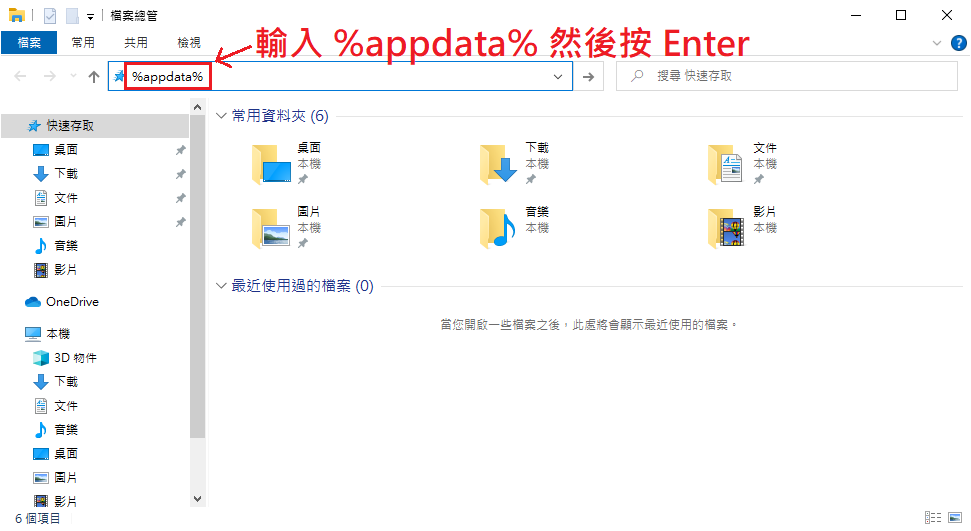 檔案總管
檔案 常用 共用 檢視
輸入 %appdata% 然後按 Enter
%appdata%
搜尋 快速存取
快速存取
桌面
下載
文件
圖片
音樂
影片
OneDrive
本機
3D 物件
下載
文件
音樂
桌面
圖片
影片
常用資料夾 (6)
桌面
本機
下載
本機
文件
本機
圖片
本機
音樂
本機
影片
本機
最近使用過的檔案 (0)
當您開啟一些檔案之後，此處將會顯示最近使用的檔案。
6 個項目